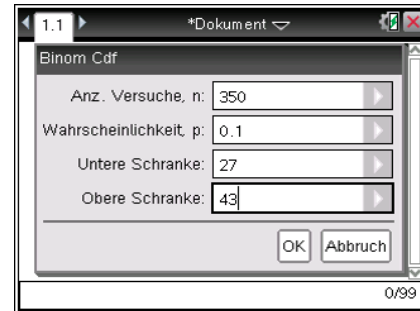 1.1 *Dokument
Binom Cdf
Anz. Versuche, n: 350
Wahrscheinlichkeit, p: 0.1
Untere Schranke: 27
Obere Schranke: 43
OK Abbruch
0/99